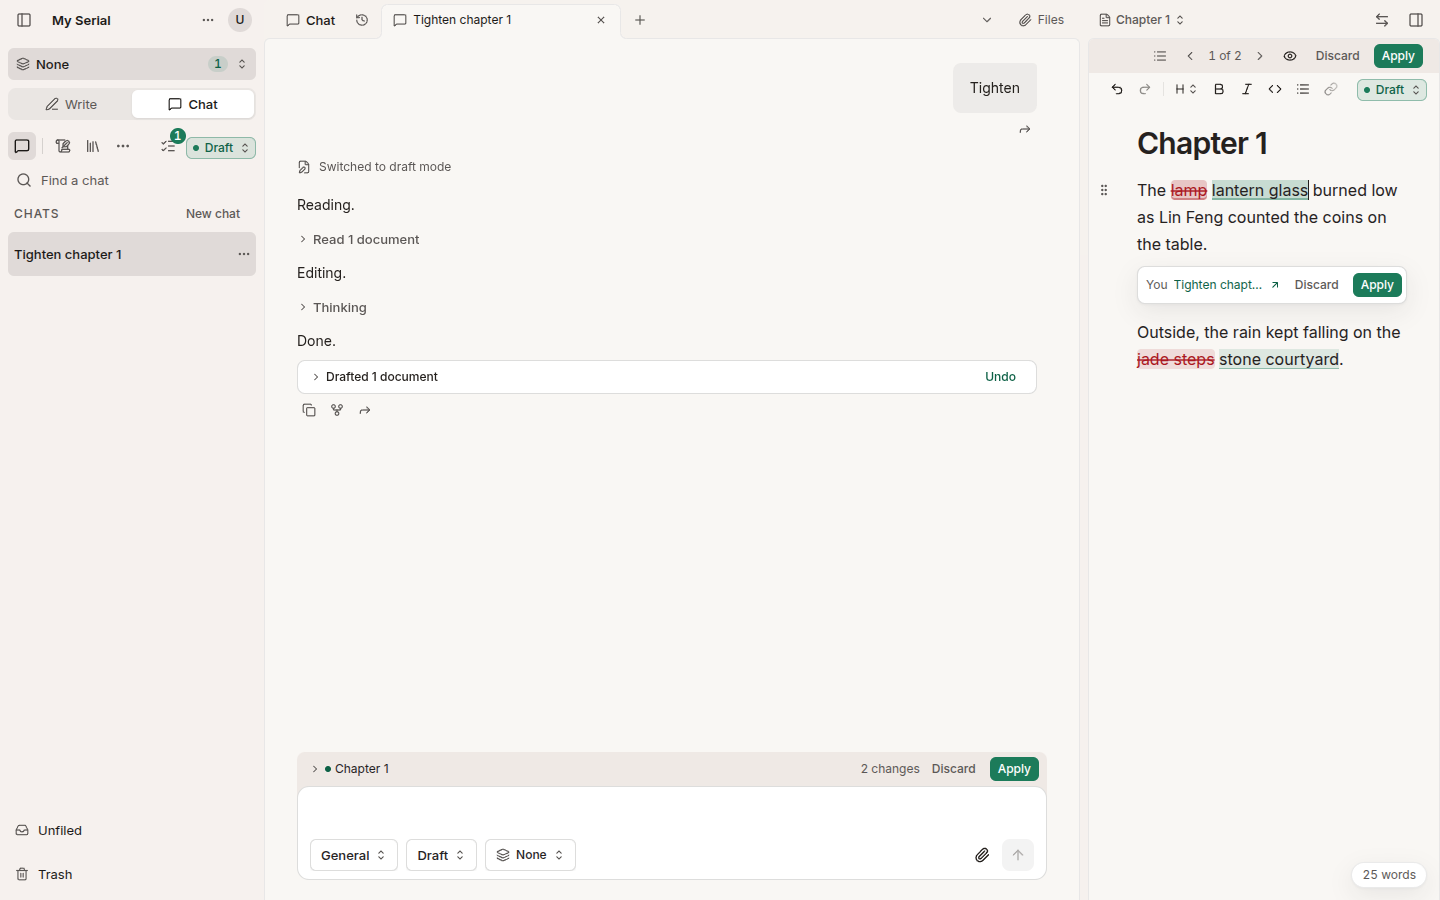 My Serial
U
None
1
Write
Chat
1
Draft
Find a chat
CHATS
New chat
Tighten chapter 1
Unfiled
Trash
Chat
Tighten chapter 1
Files
Tighten
Switched to draft mode
Reading.
Read 1 document
Editing.
Thinking
Done.
Drafted 1 document
Undo
Chapter 1
2 changes
Discard
Apply
General
Draft
None
Chapter 1
1 of 2
Discard
Apply
H
B
I
Draft
Chapter 1
The lamp lantern glass burned low
as Lin Feng counted the coins on
the table.
You Tighten chapt...
Discard
Apply
Outside, the rain kept falling on the
jade steps stone courtyard.
25 words